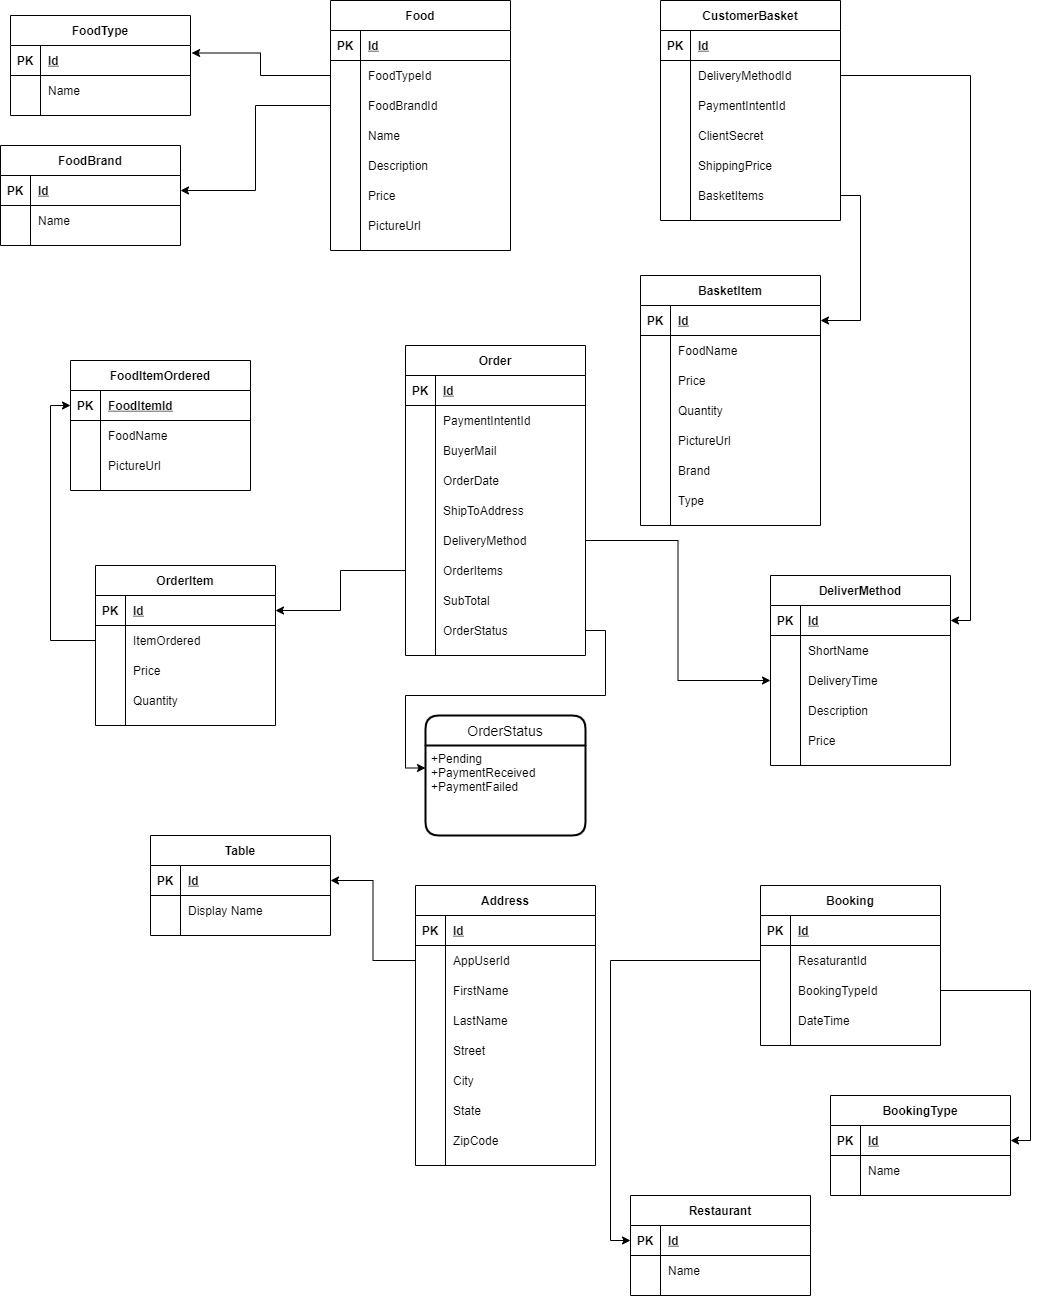 FoodType
PK Id
Name
FoodBrand
PK Id
Name
Food
PK Id
FoodTypeId
FoodBrandId
Name
Description
Price
PictureUrl
CustomerBasket
PK Id
DeliveryMethodId
PaymentIntentId
ClientSecret
ShippingPrice
BasketItems
BasketItem
PK Id
FoodName
Price
Quantity
PictureUrl
Brand
Type
FoodItemOrdered
PK FoodItemId
FoodName
PictureUrl
Order
PK Id
PaymentIntentId
BuyerMail
OrderDate
ShipToAddress
DeliveryMethod
OrderItems
SubTotal
OrderStatus
OrderItem
PK Id
ItemOrdered
Price
Quantity
DeliverMethod
PK Id
ShortName
DeliveryTime
Description
Price
OrderStatus
+Pending
+PaymentReceived
+PaymentFailed
Table
PK Id
Display Name
Address
PK Id
AppUserId
FirstName
LastName
Street
City
State
ZipCode
Booking
PK Id
ResaturantId
BookingTypeId
DateTime
BookingType
PK Id
Name
Restaurant
PK Id
Name